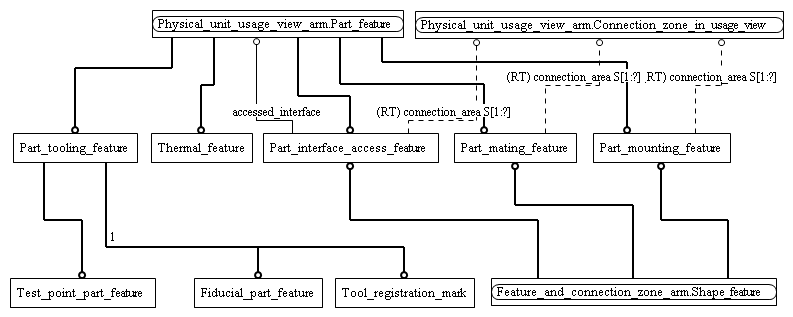 Physical_unit_usage_view_arm.Part_feature
Physical_unit_usage_view_arm.Connection_zone_in_usage_view
(RT) connection_area S[1:?]
(RT) connection_area S[1:?]
accessed_interface
(RT) connection_area S[1:?]
Part_tooling_feature
Thermal_feature
Part_interface_access_feature
Part_mating_feature
Part_mounting_feature
1
Test_point_part_feature
Fiducial_part_feature
Tool_registration_mark
Feature_and_connection_zone_arm.Shape_feature